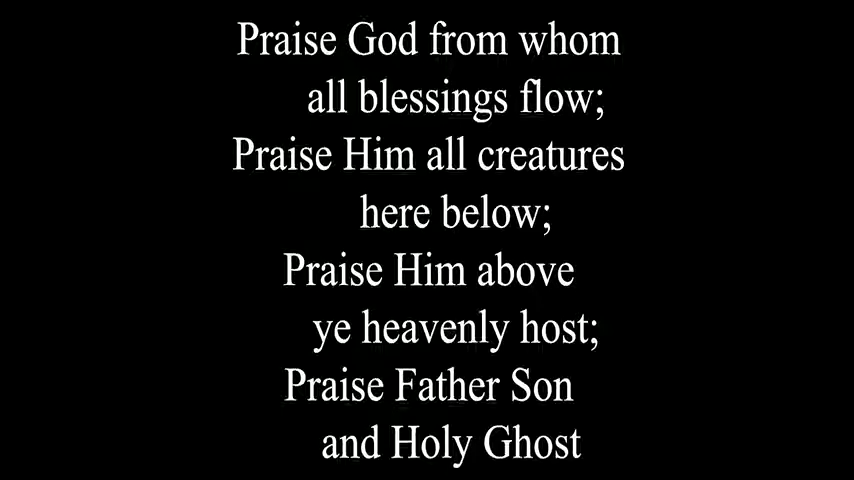 Praise God from whom
all blessings flow;
Praise Him all creatures
here below;
Praise Him above
ye heavenly host;
Praise Father Son
and Holy Ghost